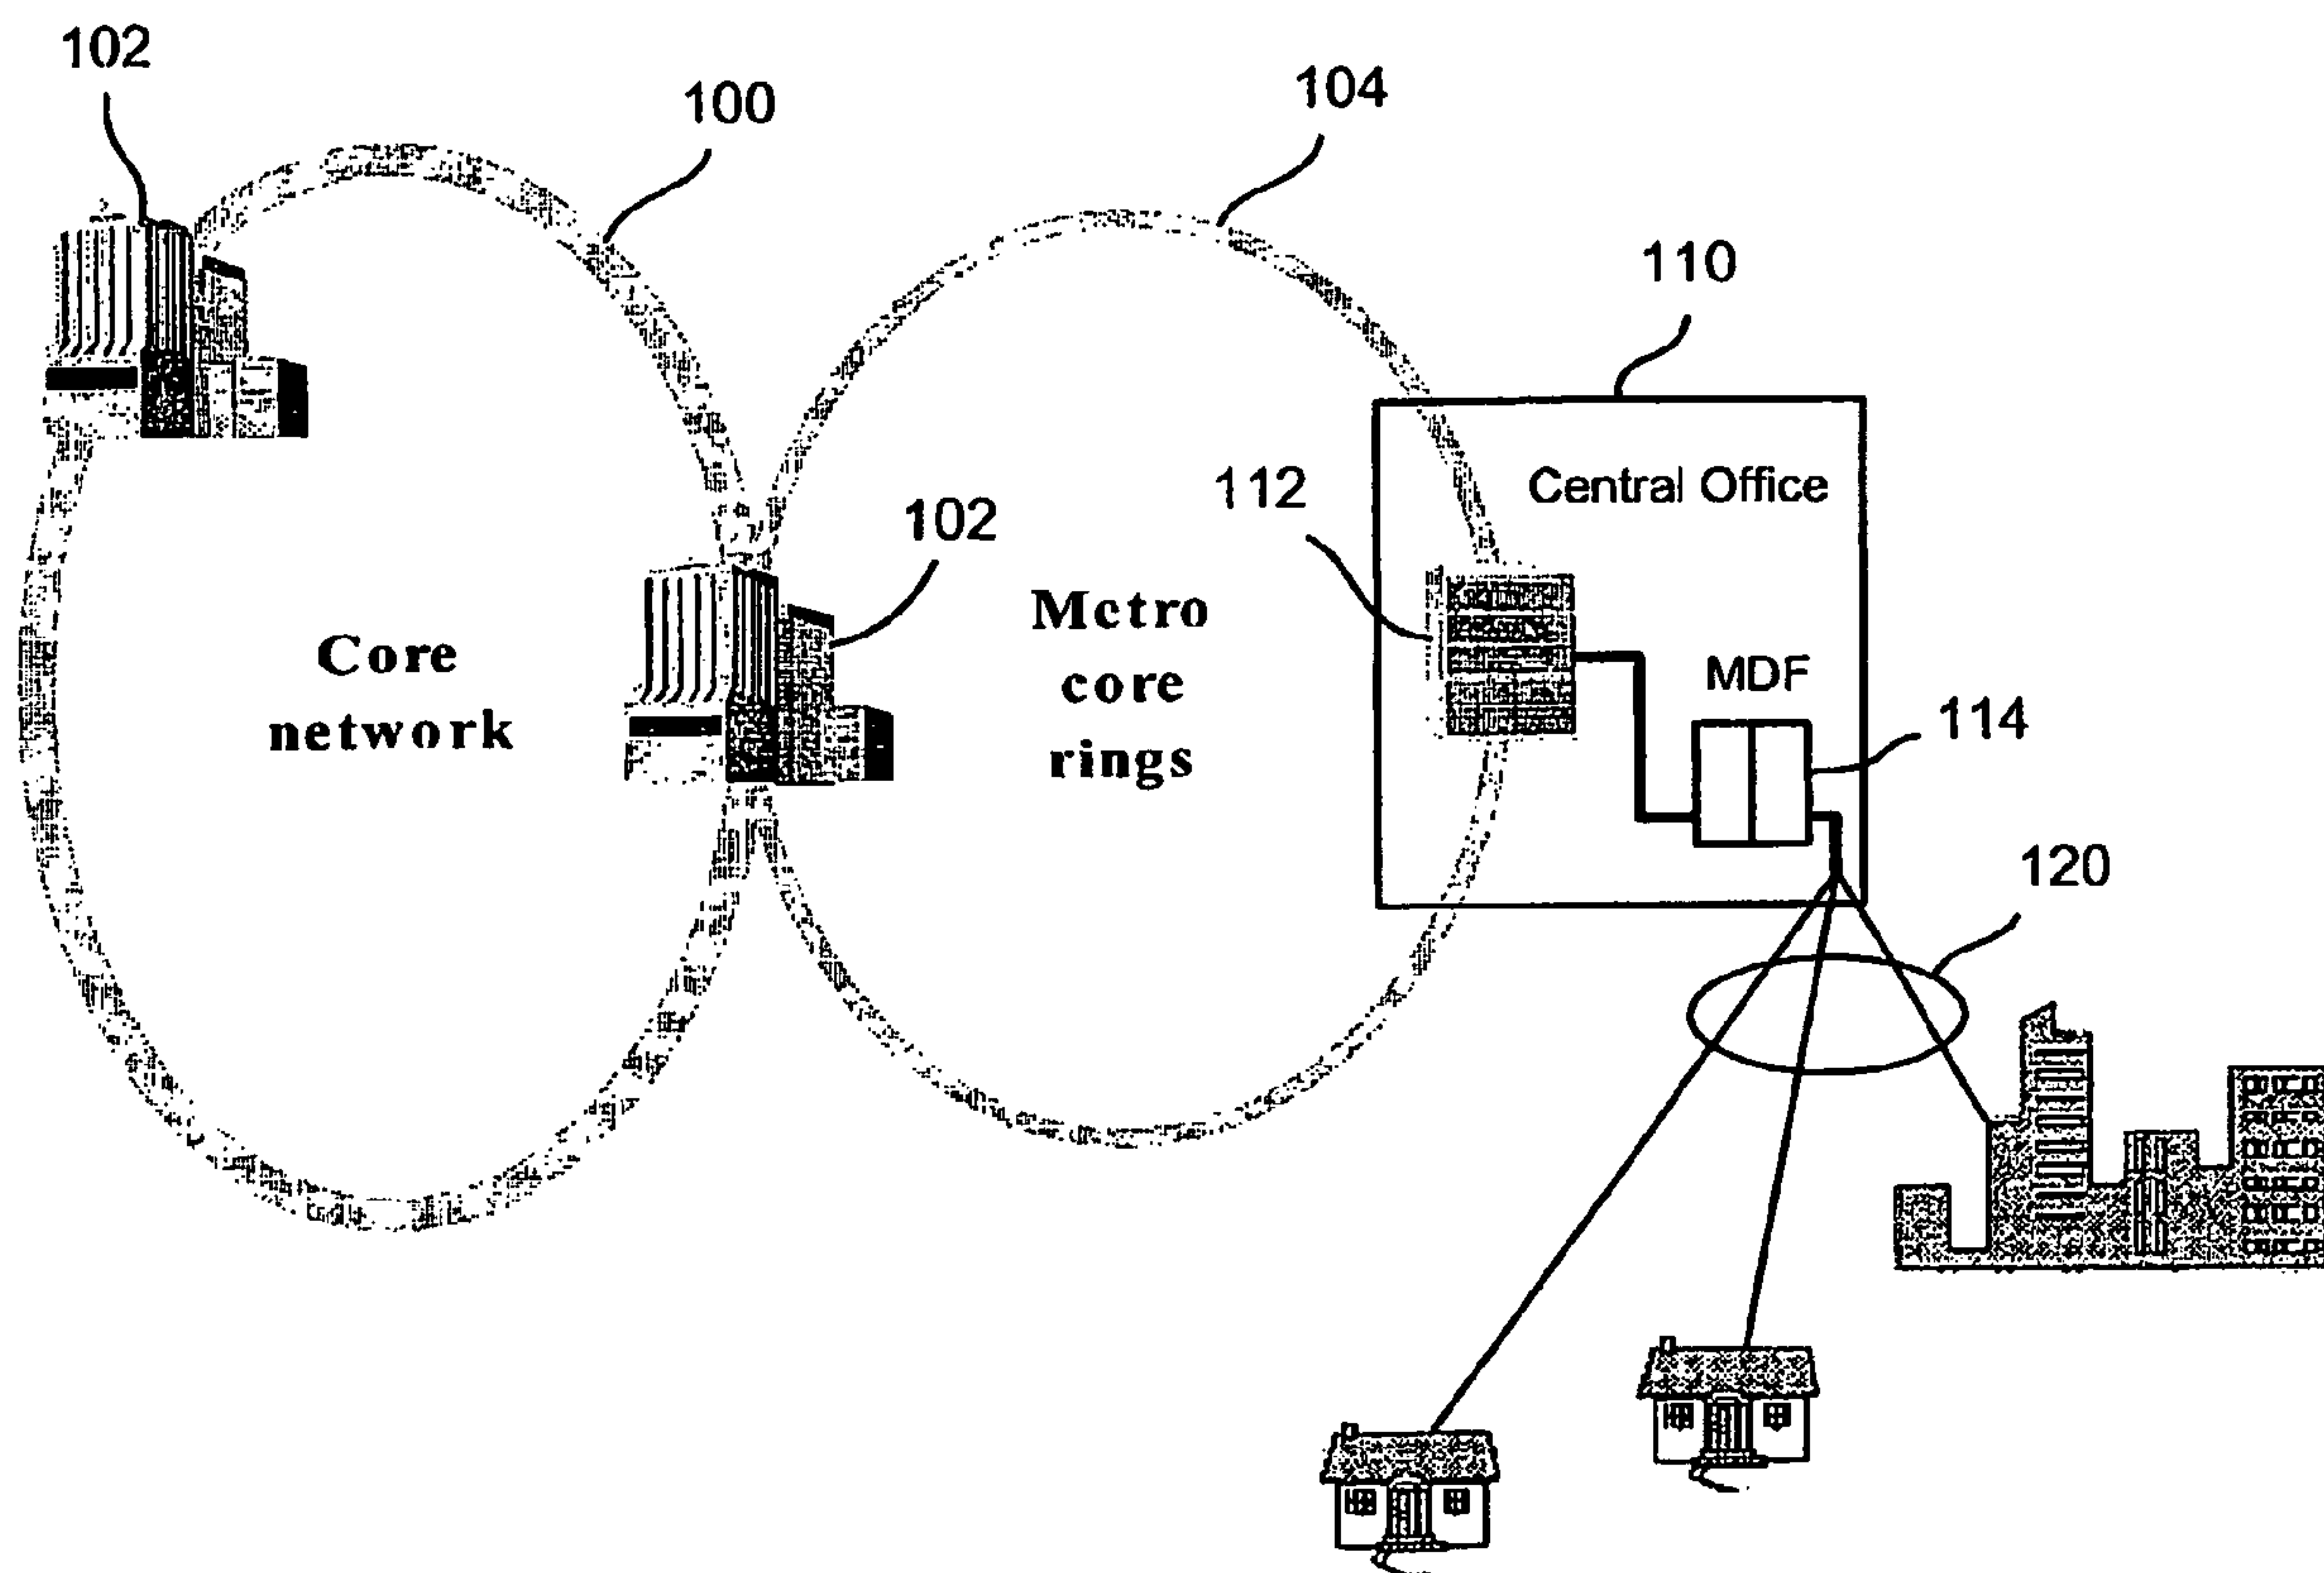 102
100
104
110
Central Office
112
102
Core
network
Metro
core
rings
MDF
114
120